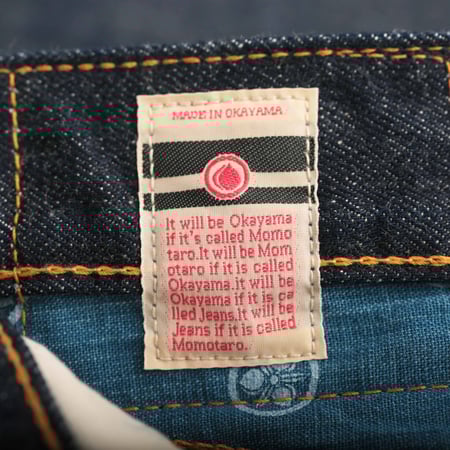 MADE IN OKAYAMA
It will be Okayama
if it's called Momo
taro.It will be Mom
otaro if it is called
Okayama.it will be
Okayama if it is ca
lled Jeans.It will be
Jeans if it is called
Momotaro.